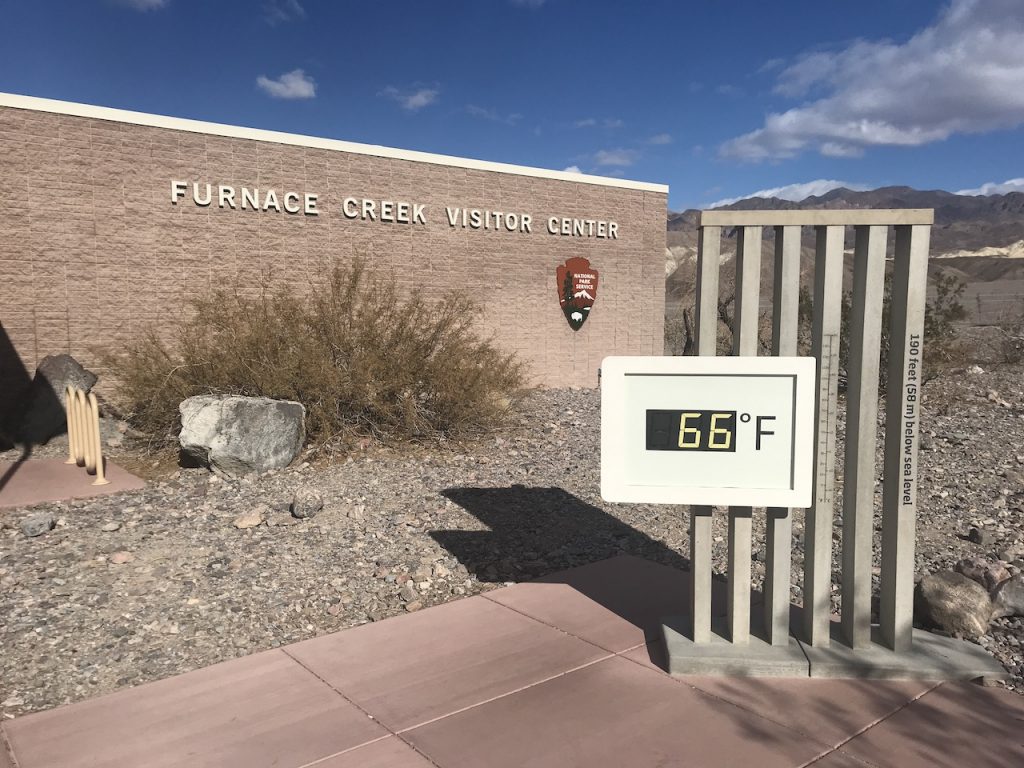 FURNACE CREEK VISITOR CENTER
NATIONAL
PARK
SERVICE
66°F
190 feet (58 m) below sea level